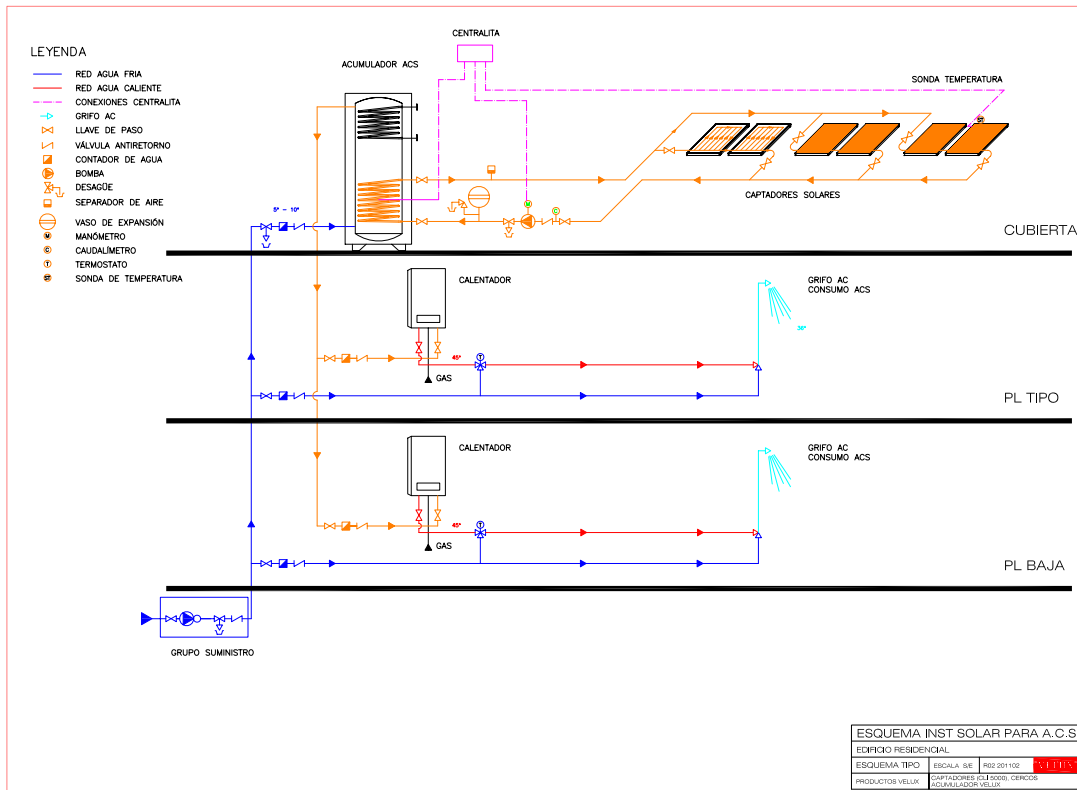 LEYENDA
RED AGUA FRIA
RED AGUA CALIENTE
CONEXIONES CENTRALITA
GRIFO AC
LLAVE DE PASO
VÁLVULA ANTIRETORNO
CONTADOR DE AGUA
BOMBA
DESAGÜE
SEPARADOR DE AIRE
VASO DE EXPANSIÓN
M MANÓMETRO
C CAUDALÍMETRO
T TERMOSTATO
ST SONDA DE TEMPERATURA
CENTRALITA
ACUMULADOR ACS
SONDA TEMPERATURA
ST
CAPTADORES SOLARES
M
C
5° - 10°
CUBIERTA
CALENTADOR
GRIFO AC
CONSUMO ACS
38°
45°
T
GAS
PL TIPO
CALENTADOR
GRIFO AC
CONSUMO ACS
45°
T
GAS
PL BAJA
GRUPO SUMINISTRO
ESQUEMA INST SOLAR PARA A.C.S
EDIFICIO RESIDENCIAL
ESQUEMA TIPO ESCALA S/E R02 201102 VELUX
PRODUCTOS VELUX CAPTADORES (CLI 5000), CERCOS
ACUMULADOR VELUX